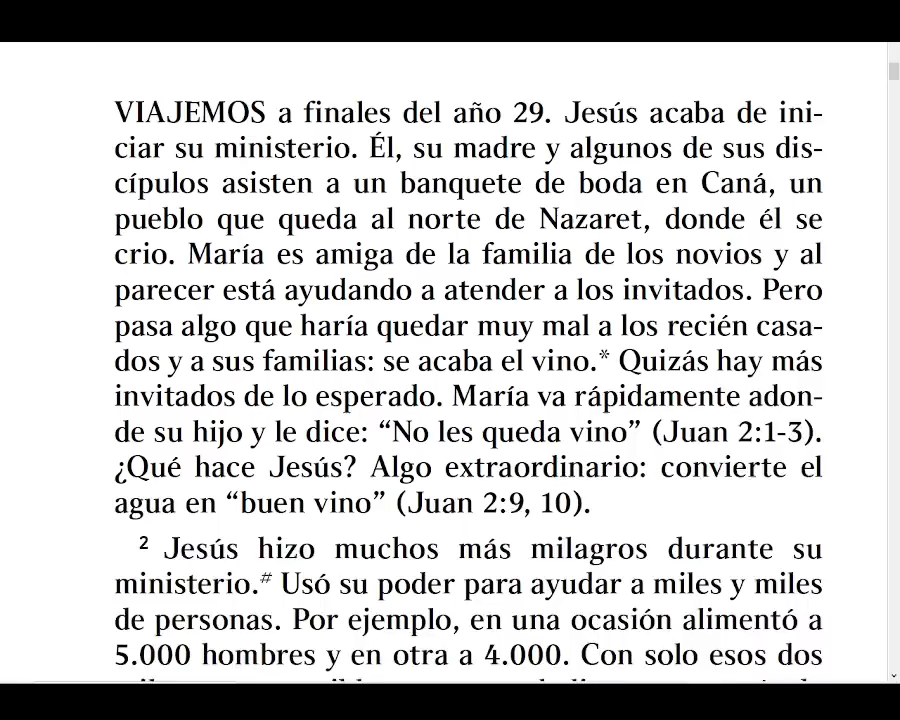 VIAJEMOS a finales del año 29. Jesús acaba de ini-
ciar su ministerio. Él, su madre y algunos de sus dis-
cípulos asisten a un banquete de boda en Caná, un
pueblo que queda al norte de Nazaret, donde él se
crio. María es amiga de la familia de los novios y al
parecer está ayudando a atender a los invitados. Pero
pasa algo que haría quedar muy mal a los recién casa-
dos y a sus familias: se acaba el vino.* Quizás hay más
invitados de lo esperado. María va rápidamente adon-
de su hijo y le dice: “No les queda vino” (Juan 2:1-3).
¿Qué hace Jesús? Algo extraordinario: convierte el
agua en “buen vino” (Juan 2:9, 10).
2 Jesús hizo muchos más milagros durante su
ministerio.# Usó su poder para ayudar a miles y miles
de personas. Por ejemplo, en una ocasión alimentó a
5.000 hombres y en otra a 4.000. Con solo esos dos